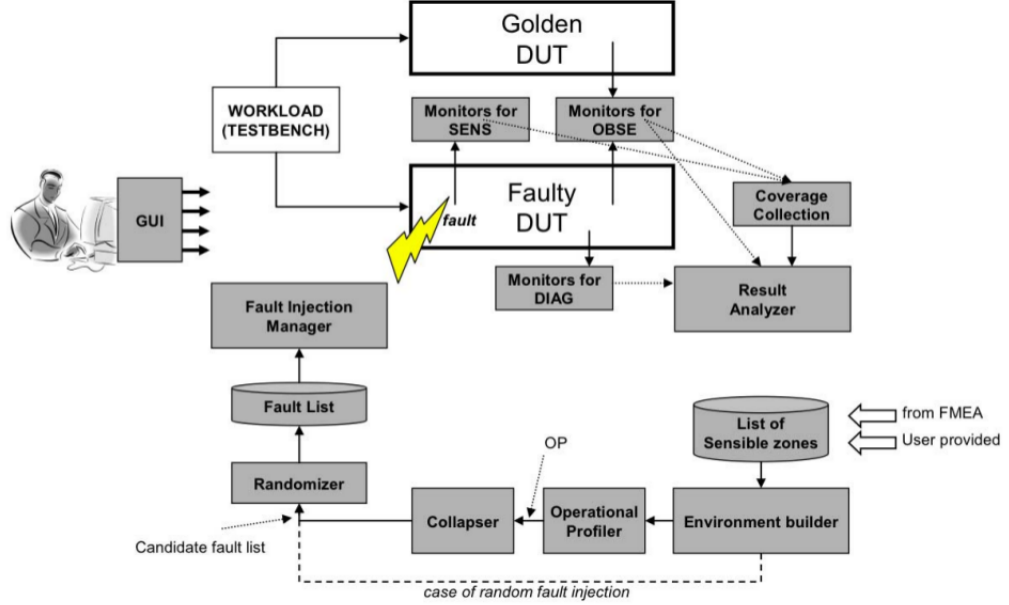 Golden
DUT
WORKLOAD
(TESTBENCH)
Monitors for
SENS
Monitors for
OBSE
GUI
Faulty
DUT
fault
Coverage
Collection
Monitors for
DIAG
Result
Analyzer
Fault Injection
Manager
Fault List
List of
Sensible zones
from FMEA
User provided
OP
Randomizer
Collapser
Operational
Profiler
Environment builder
Candidate fault list
case of random fault injection